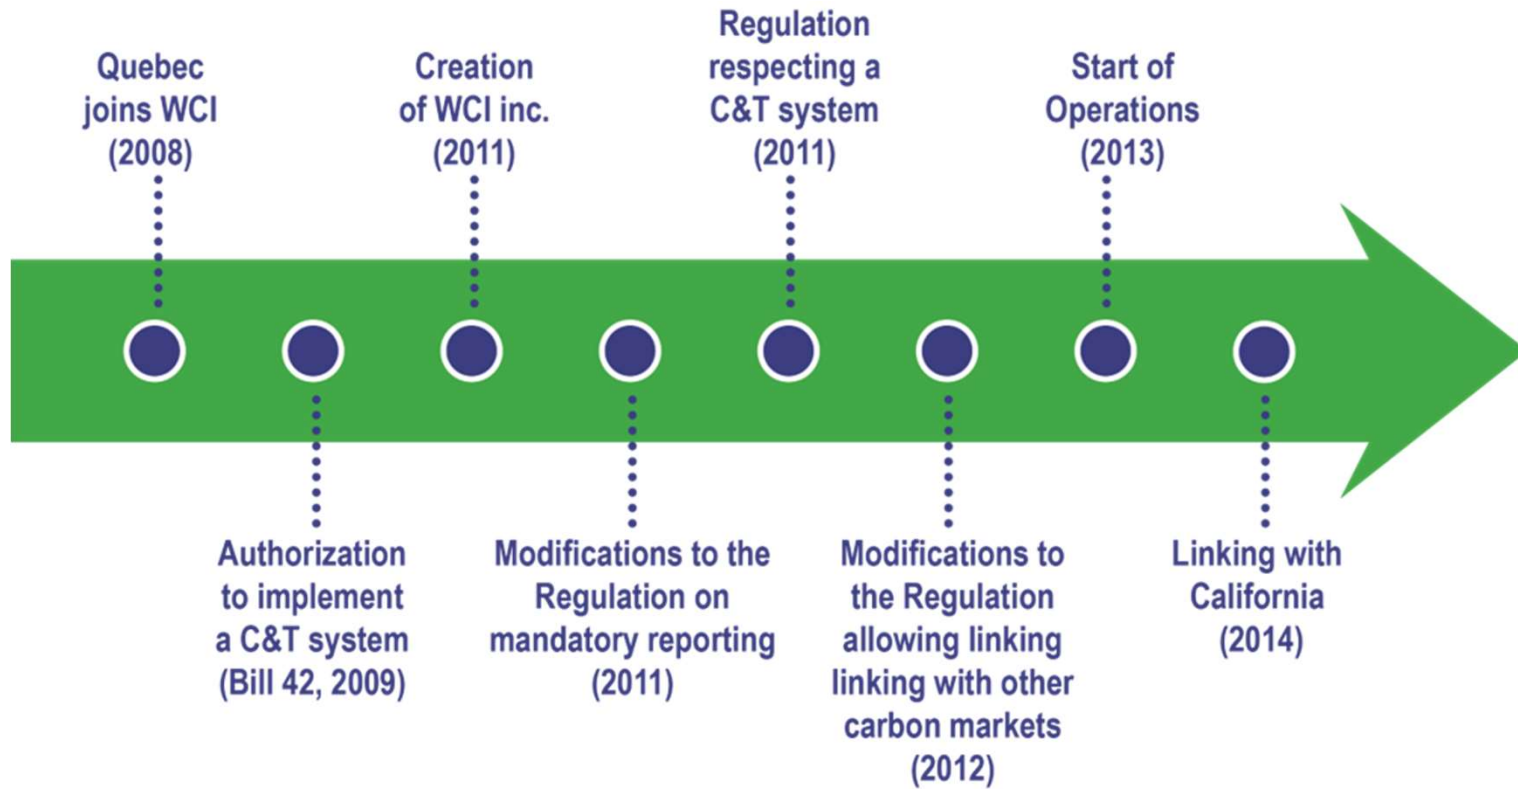 Quebec
joins WCI
(2008)
Authorization
to implement
a C&T system
(Bill 42, 2009)
Creation
of WCI inc.
(2011)
Modifications to the
Regulation on
mandatory reporting
(2011)
Regulation
respecting a
C&T system
(2011)
Modifications to
the Regulation
allowing linking
linking with other
carbon markets
(2012)
Start of
Operations
(2013)
Linking with
California
(2014)